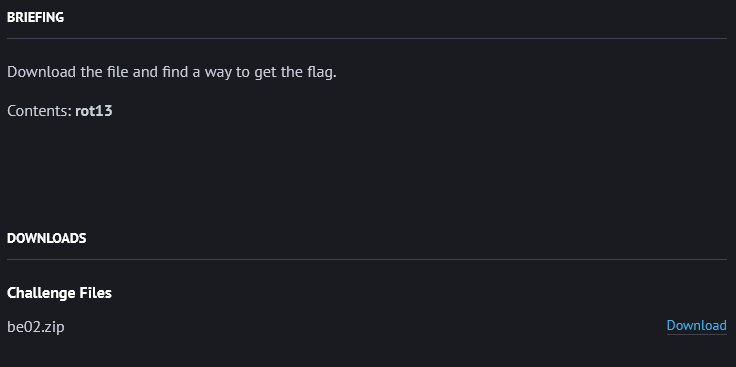 BRIEFING
Download the file and find a way to get the flag.
Contents: rot13
DOWNLOADS
Challenge Files
be02.zip
Download